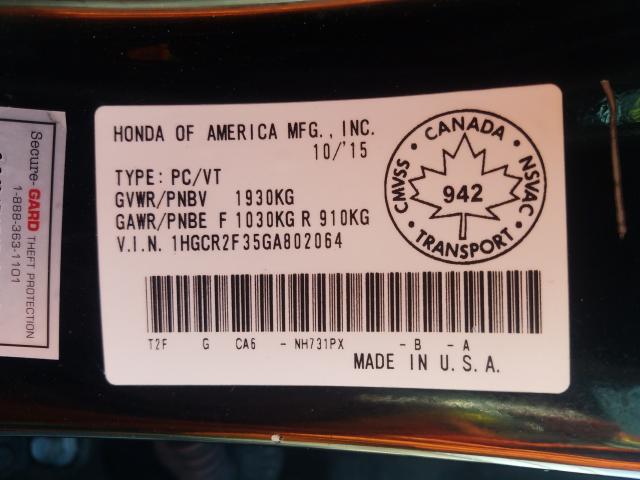 HONDA OF AMERICA MFG., INC.
10/'15
TYPE: PC/VT
GVWR/PNBV 1930KG
GAWR/PNBE F 1030KG R 910KG
V.I.N. 1HGCR2F35GA802064
CANADA
CMVSS
942
NSVAC
TRANSPORT
T2F G CA6 - NH731PX - B - A
MADE IN U.S.A.
Secure-GARD THEFT PROTECTION
1-888-363-1101